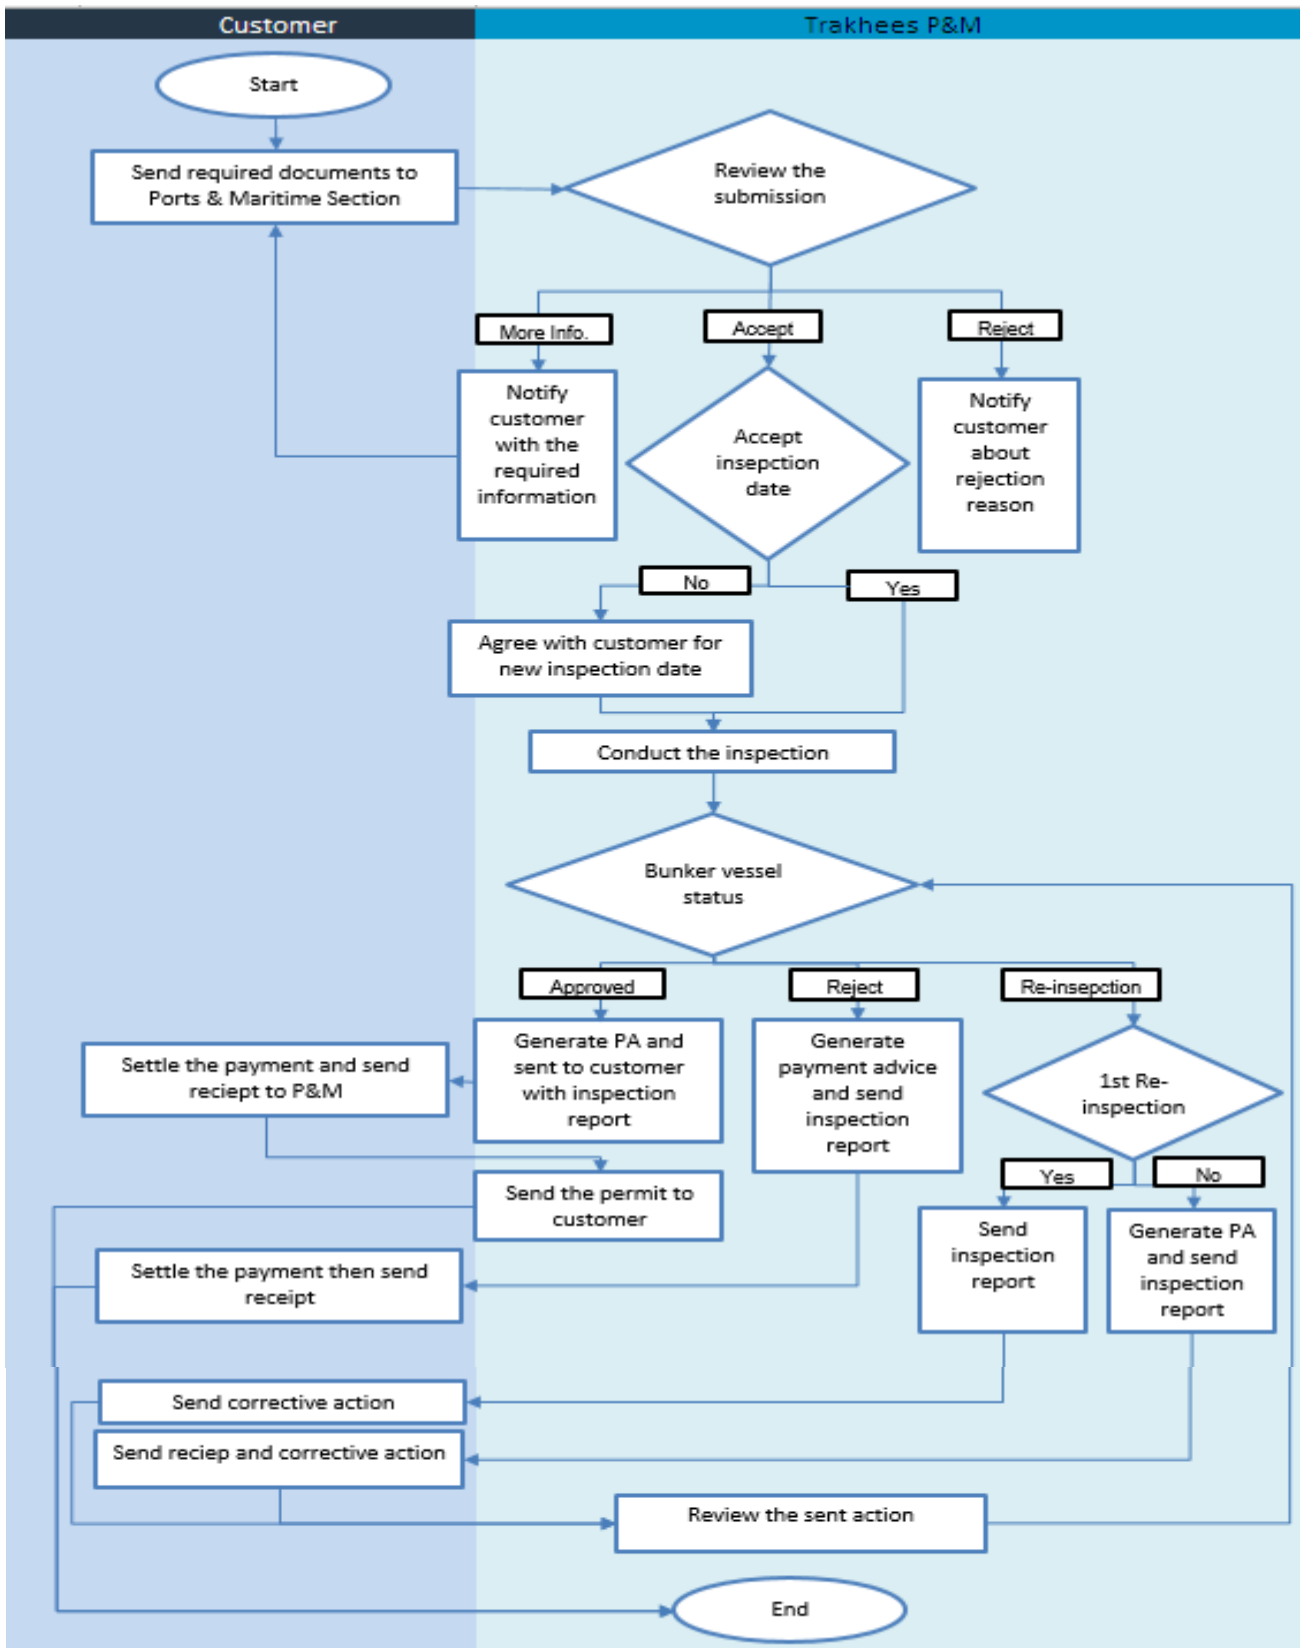 Customer
Trakhees P&M
Start
Send required documents to
Ports & Maritime Section
Review the
submission
More Info.
Accept
Reject
Notify
customer
with the
required
information
Accept
insepction
date
Notify
customer
about
rejection
reason
No
Yes
Agree with customer for
new inspection date
Conduct the inspection
Bunker vessel
status
Approved
Reject
Re-insepction
Settle the payment and send
reciept to P&M
Generate PA and
sent to customer
with inspection
report
Generate
payment advice
and send
inspection
report
1st Re-
inspection
Yes
No
Send the permit to
customer
Send
inspection
report
Generate PA
and send
inspection
report
Settle the payment then send
receipt
Send corrective action
Send reciep and corrective action
Review the sent action
End